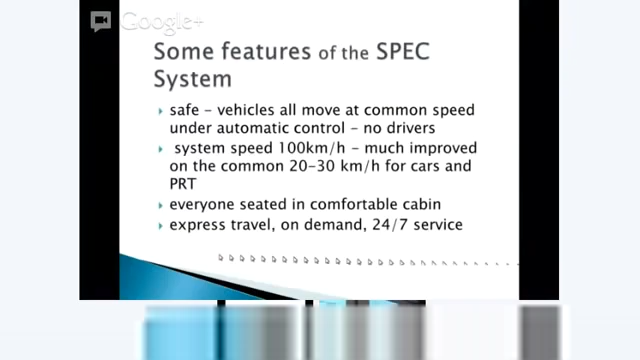 Google+
Some features of the SPEC
System
safe – vehicles all move at common speed
under automatic control – no drivers
system speed 100km/h – much improved
on the common 20–30 km/h for cars and
PRT
everyone seated in comfortable cabin
express travel, on demand, 24/7 service